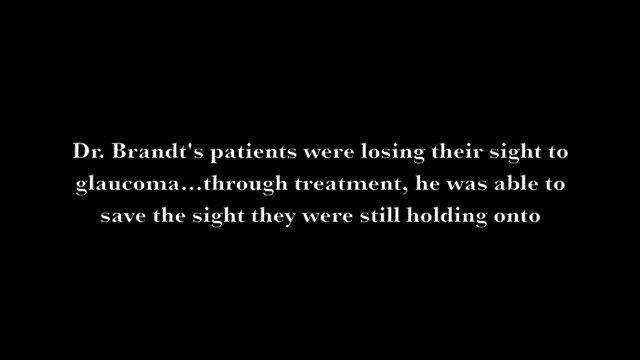 Dr. Brandt's patients were losing their sight to
glaucoma...through treatment, he was able to
save the sight they were still holding onto